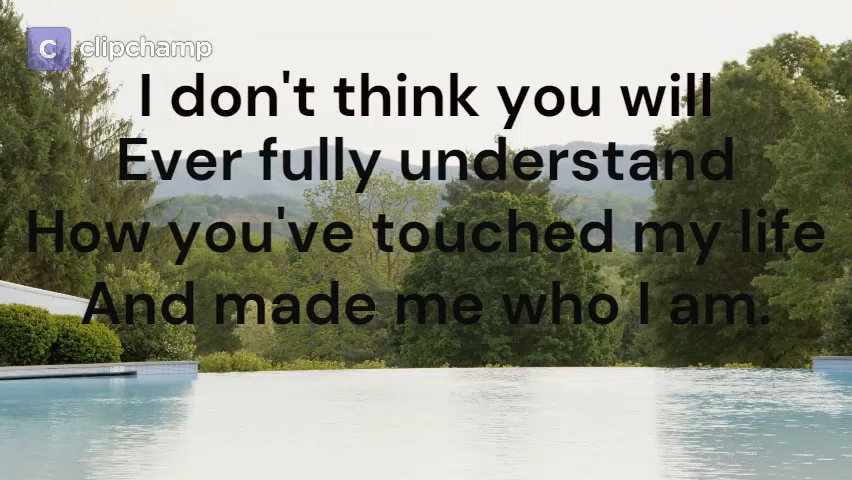 C clipchamp
I don't think you will
Ever fully understand
How you've touched my life
And made me who I am.